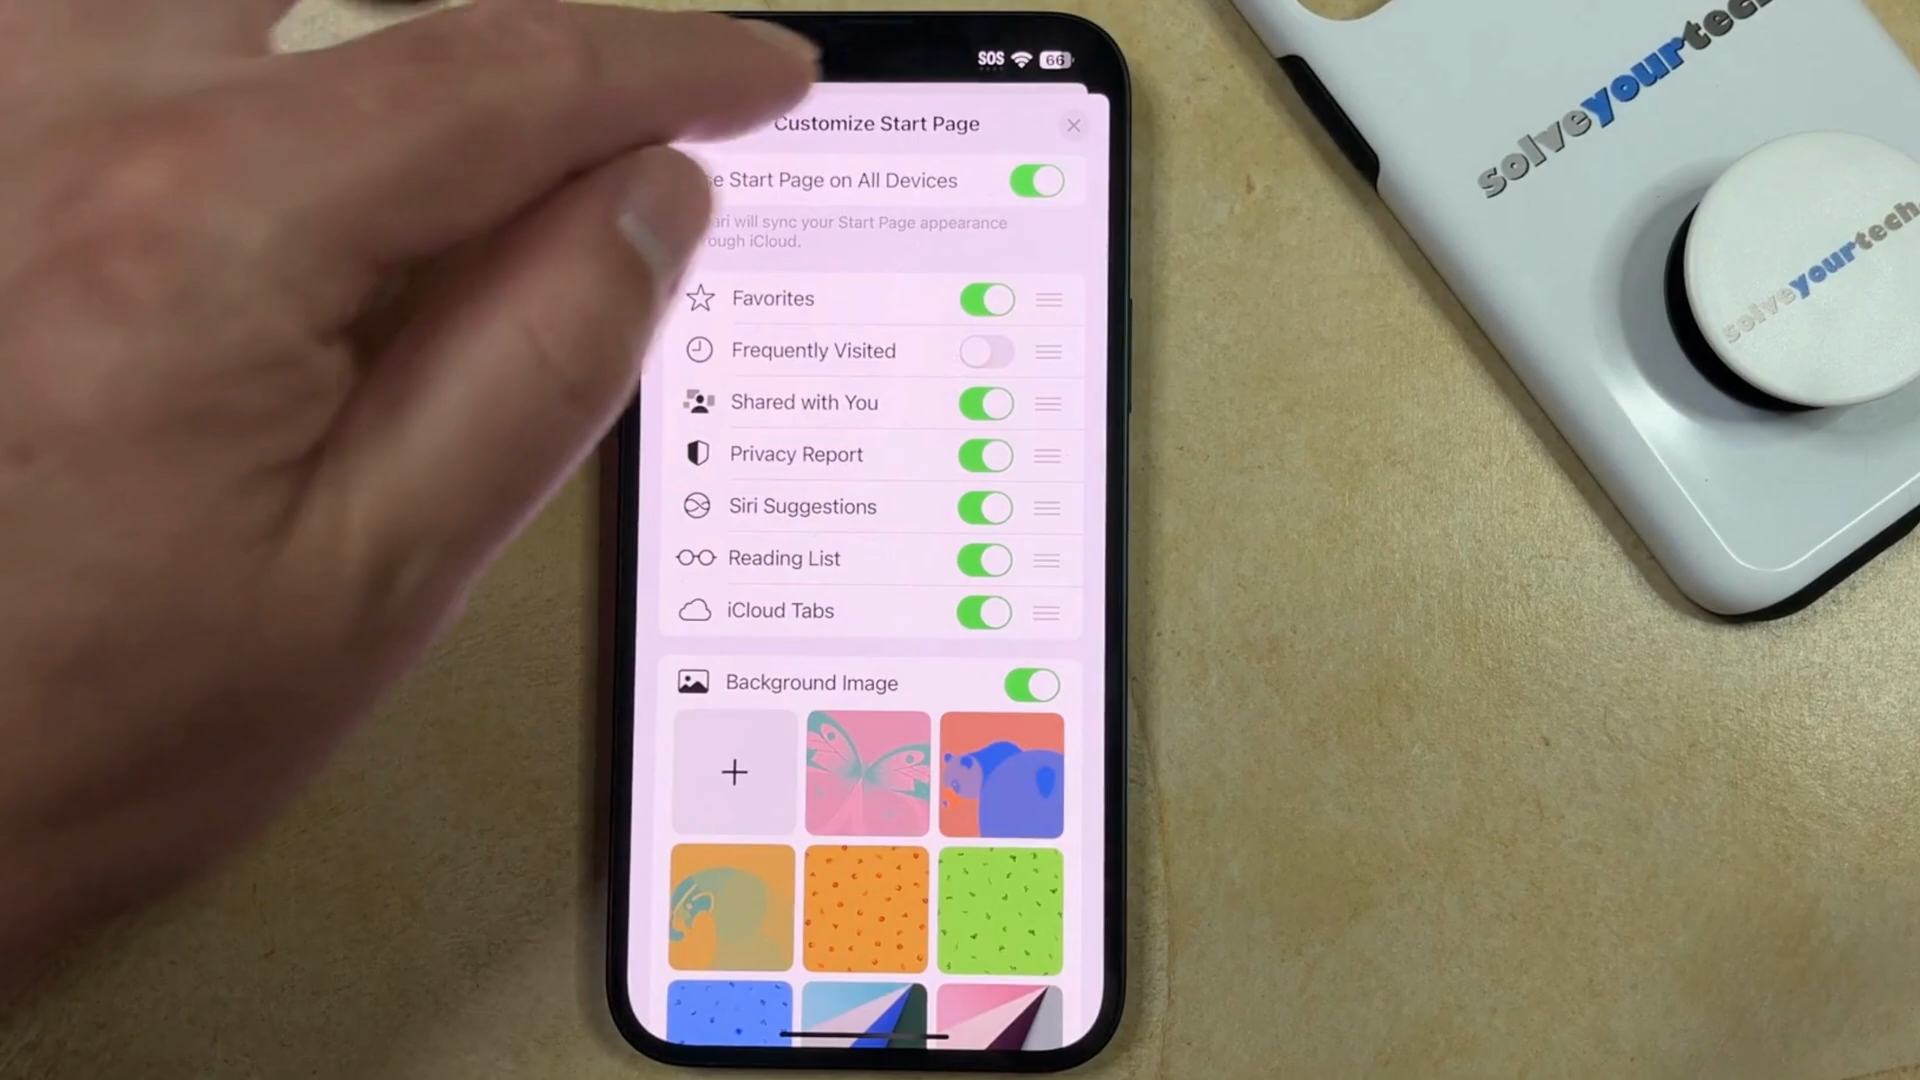 SOS 66
Customize Start Page
Start Page on All Devices
will sync your Start Page appearance
iCloud.
Favorites
Frequently Visited
Shared with You
Privacy Report
Siri Suggestions
Reading List
iCloud Tabs
Background Image
solveyourtech
solveyourtech